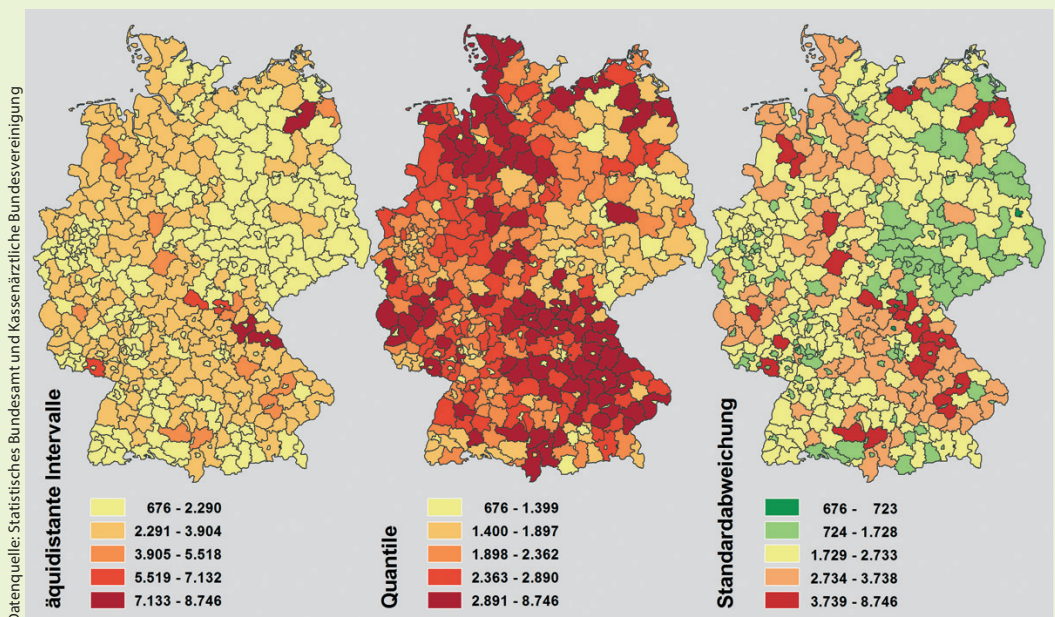 Datenquelle: Statistisches Bundesamt und Kassenärztliche Bundesvereinigung
äquidistante Intervalle
676 - 2.290
2.291 - 3.904
3.905 - 5.518
5.519 - 7.132
7.133 - 8.746
Quantile
676 - 1.399
1.400 - 1.897
1.898 - 2.362
2.363 - 2.890
2.891 - 8.746
Standardabweichung
676 - 723
724 - 1.728
1.729 - 2.733
2.734 - 3.738
3.739 - 8.746